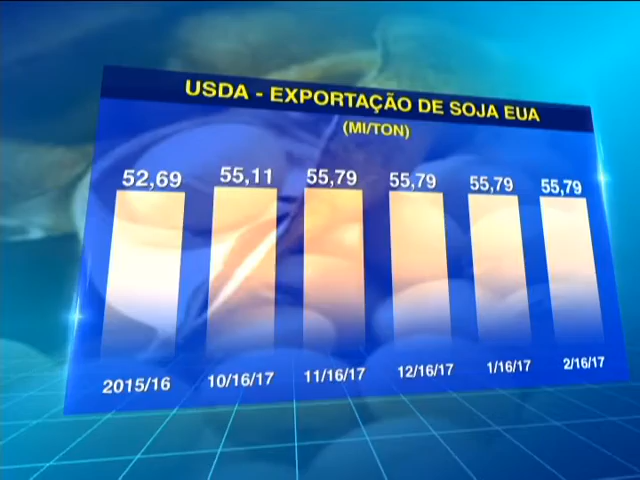 USDA - EXPORTAÇÃO DE SOJA EUA
(MI/TON)
52,69 55,11 55,79 55,79 55,79 55,79
2015/16 10/16/17 11/16/17 12/16/17 1/16/17 2/16/17